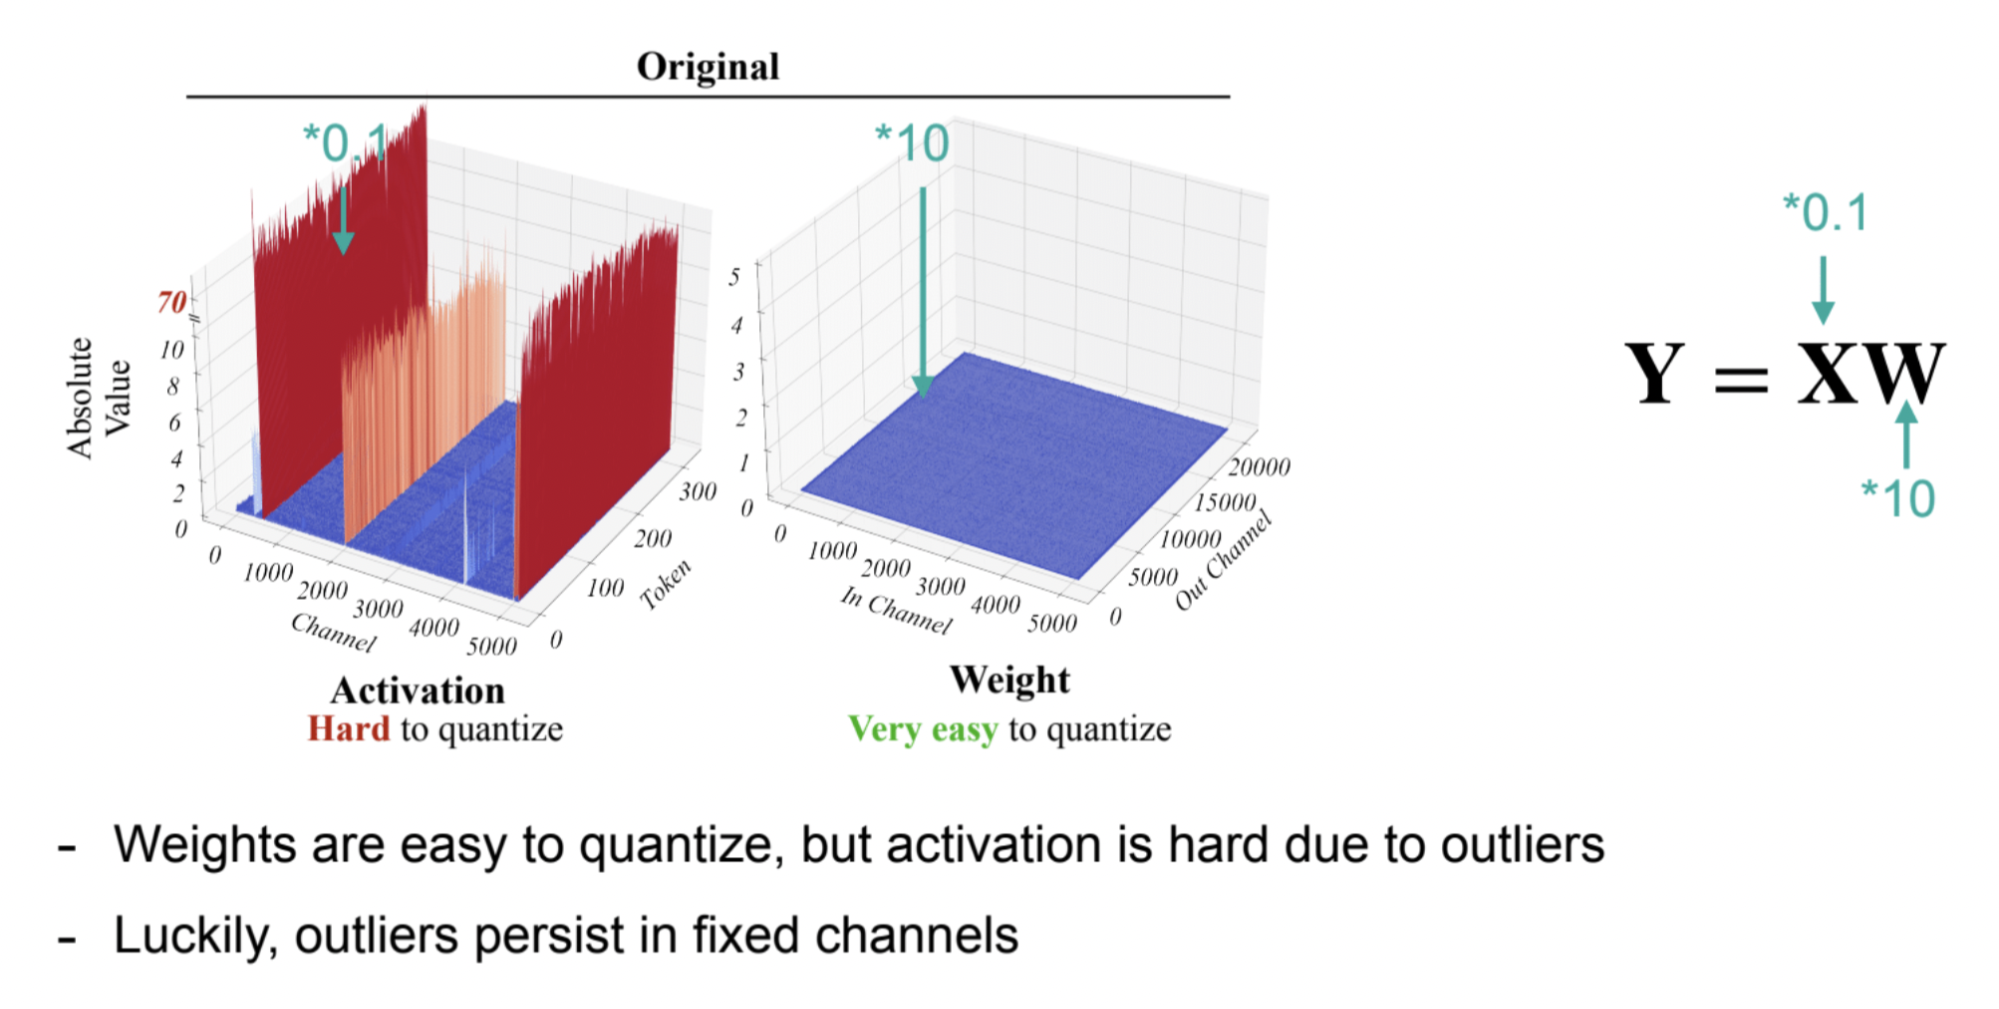 Original
*0.1
*10
*0.1
Y = XW
*10
Absolute
Value
70
10
8
6
4
2
0
0
1000
2000
3000
4000
5000
Channel
0
100
200
300
Token
5
4
3
2
1
0
0
1000
2000
3000
4000
5000
In Channel
0
5000
10000
15000
20000
Out Channel
Activation
Hard to quantize
Weight
Very easy to quantize
- Weights are easy to quantize, but activation is hard due to outliers
- Luckily, outliers persist in fixed channels